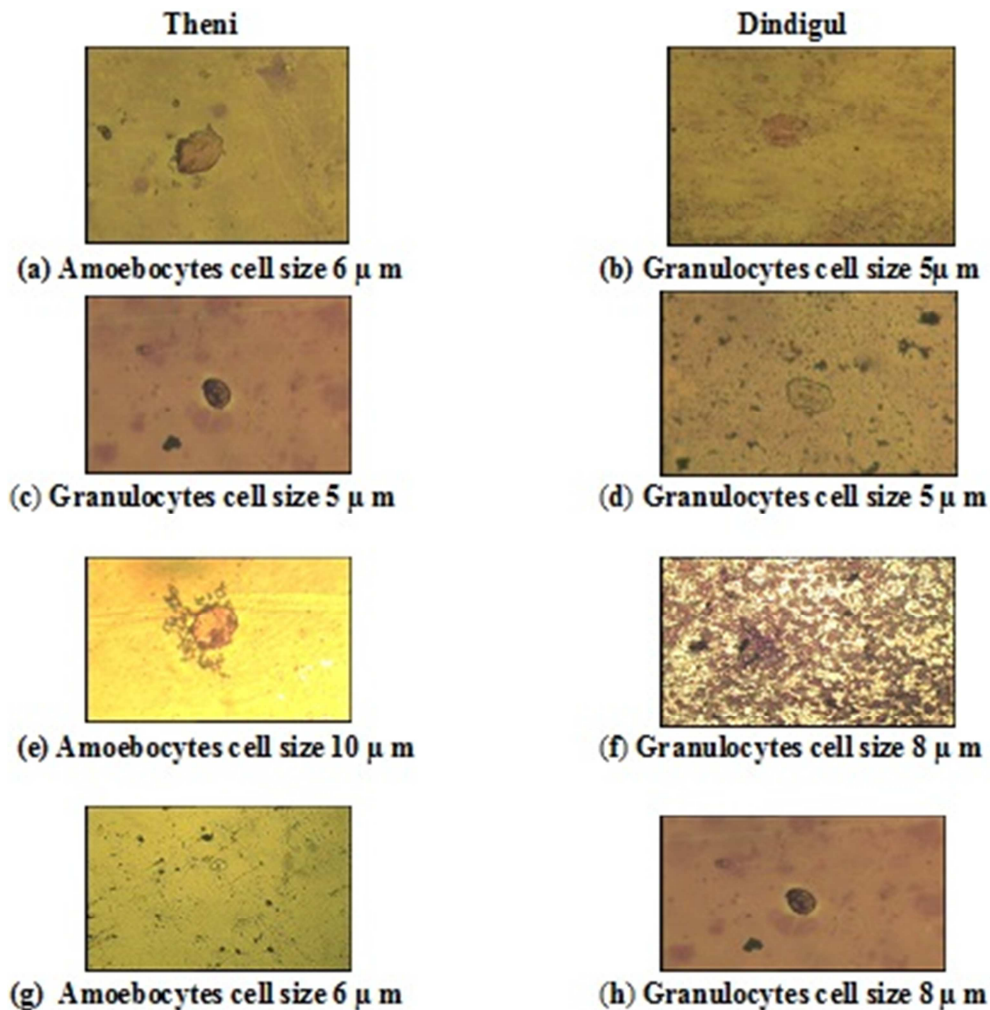 Theni Dindigul
(a) Amoebocytes cell size 6 µ m (b) Granulocytes cell size 5µ m
(c) Granulocytes cell size 5 µ m (d) Granulocytes cell size 5 µ m
(e) Amoebocytes cell size 10 µ m (f) Granulocytes cell size 8 µ m
(g) Amoebocytes cell size 6 µ m (h) Granulocytes cell size 8 µ m